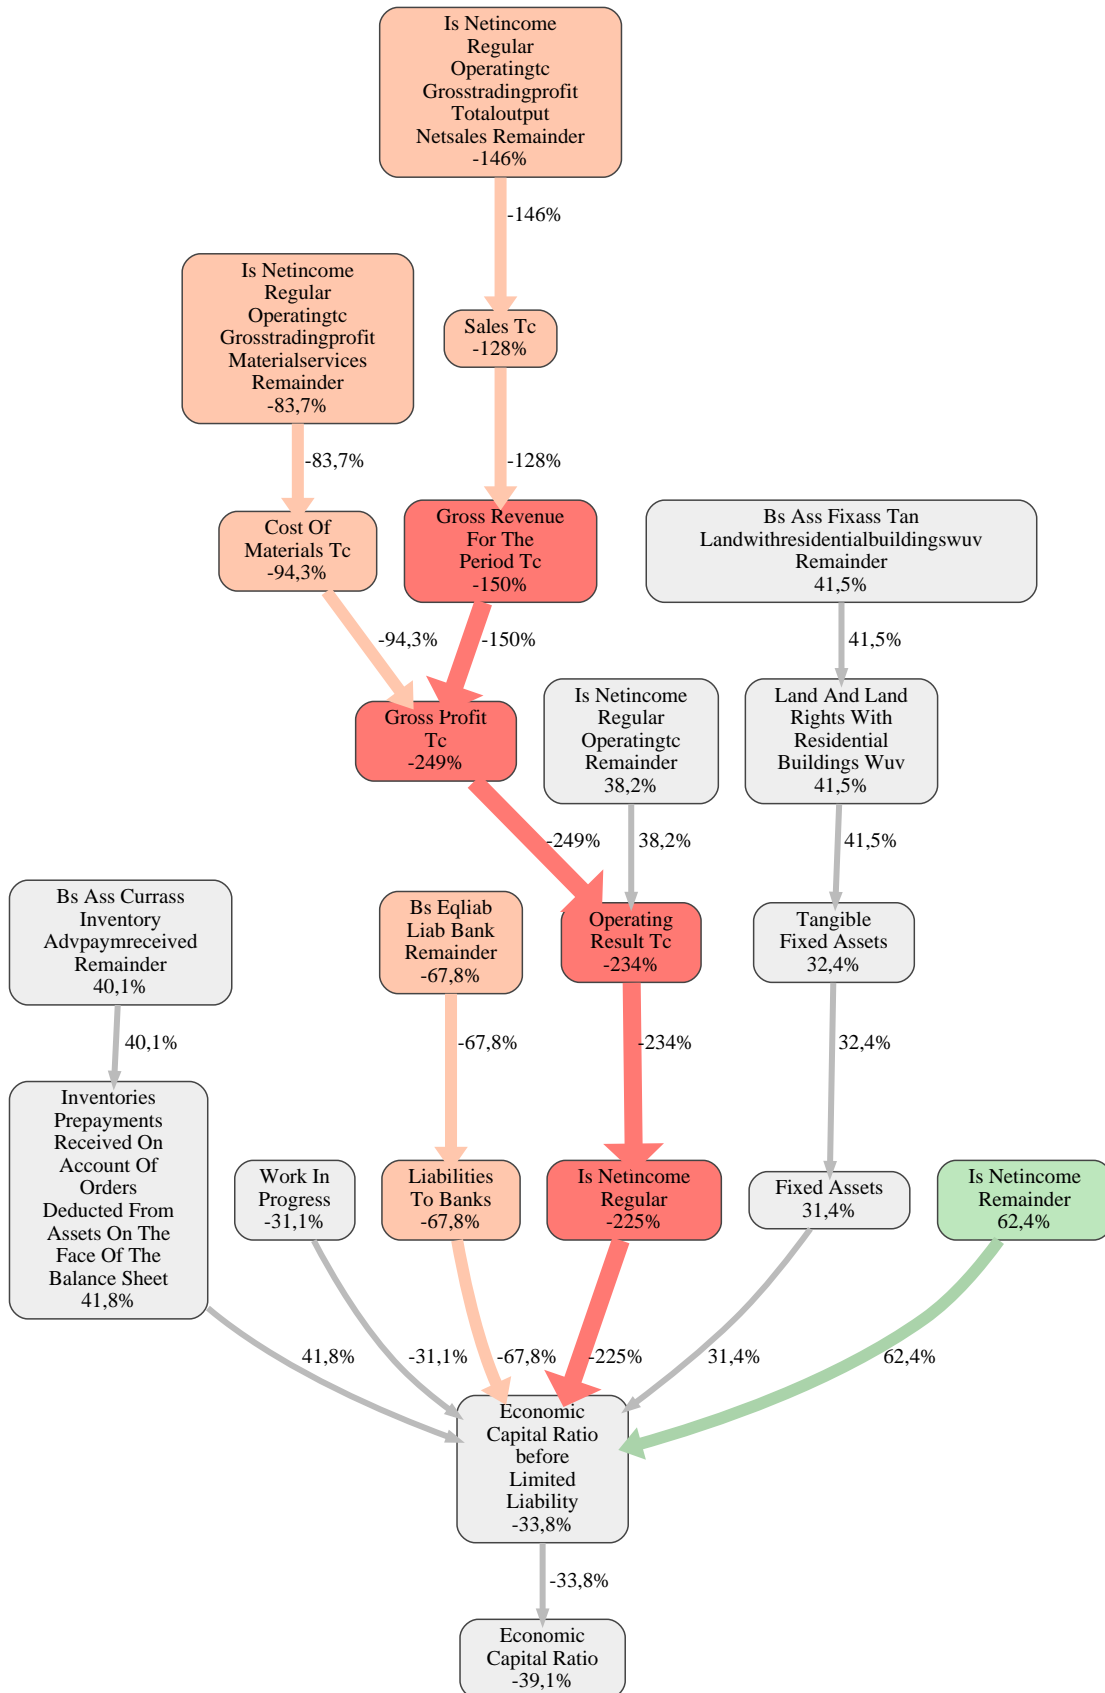 Is Netincome
Regular
Operatingtc
Grosstradingprofit
Totaloutput
Netsales Remainder
-146%
-146%
Is Netincome
Regular
Operatingtc
Grosstradingprofit
Materialservices
Remainder
-83,7%
Sales Tc
-128%
-83,7%
-128%
Cost Of
Materials Tc
-94,3%
Gross Revenue
For The
Period Tc
-150%
Bs Ass Fixass Tan
Landwithresidentialbuildingswuv
Remainder
41,5%
-94,3%
-150%
41,5%
Gross Profit
Tc
-249%
Is Netincome
Regular
Operatingtc
Remainder
38,2%
Land And Land
Rights With
Residential
Buildings Wuv
41,5%
-249%
38,2%
41,5%
Bs Ass Currass
Inventory
Advpaymreceived
Remainder
40,1%
Bs Eqliab
Liab Bank
Remainder
-67,8%
Operating
Result Tc
-234%
Tangible
Fixed Assets
32,4%
40,1%
-67,8%
-234%
32,4%
Inventories
Prepayments
Received On
Account Of
Orders
Deducted From
Assets On The
Face Of The
Balance Sheet
41,8%
Work In
Progress
-31,1%
Liabilities
To Banks
-67,8%
Is Netincome
Regular
-225%
Fixed Assets
31,4%
Is Netincome
Remainder
62,4%
41,8%
-31,1%
-67,8%
-225%
31,4%
62,4%
Economic
Capital Ratio
before
Limited
Liability
-33,8%
-33,8%
Economic
Capital Ratio
-39,1%